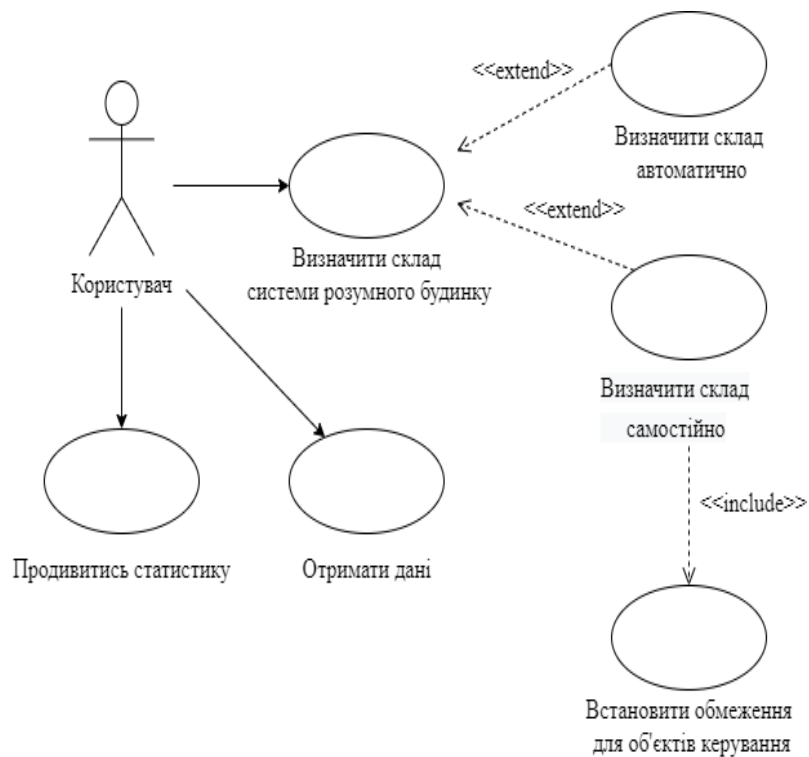 <<extend>>
Визначити склад
автоматично
<<extend>>
Користувач
Визначити склад
системи розумного будинку
Визначити склад
самостійно
<<include>>
Продивитись статистику
Отримати дані
Встановити обмеження
для об'єктів керування